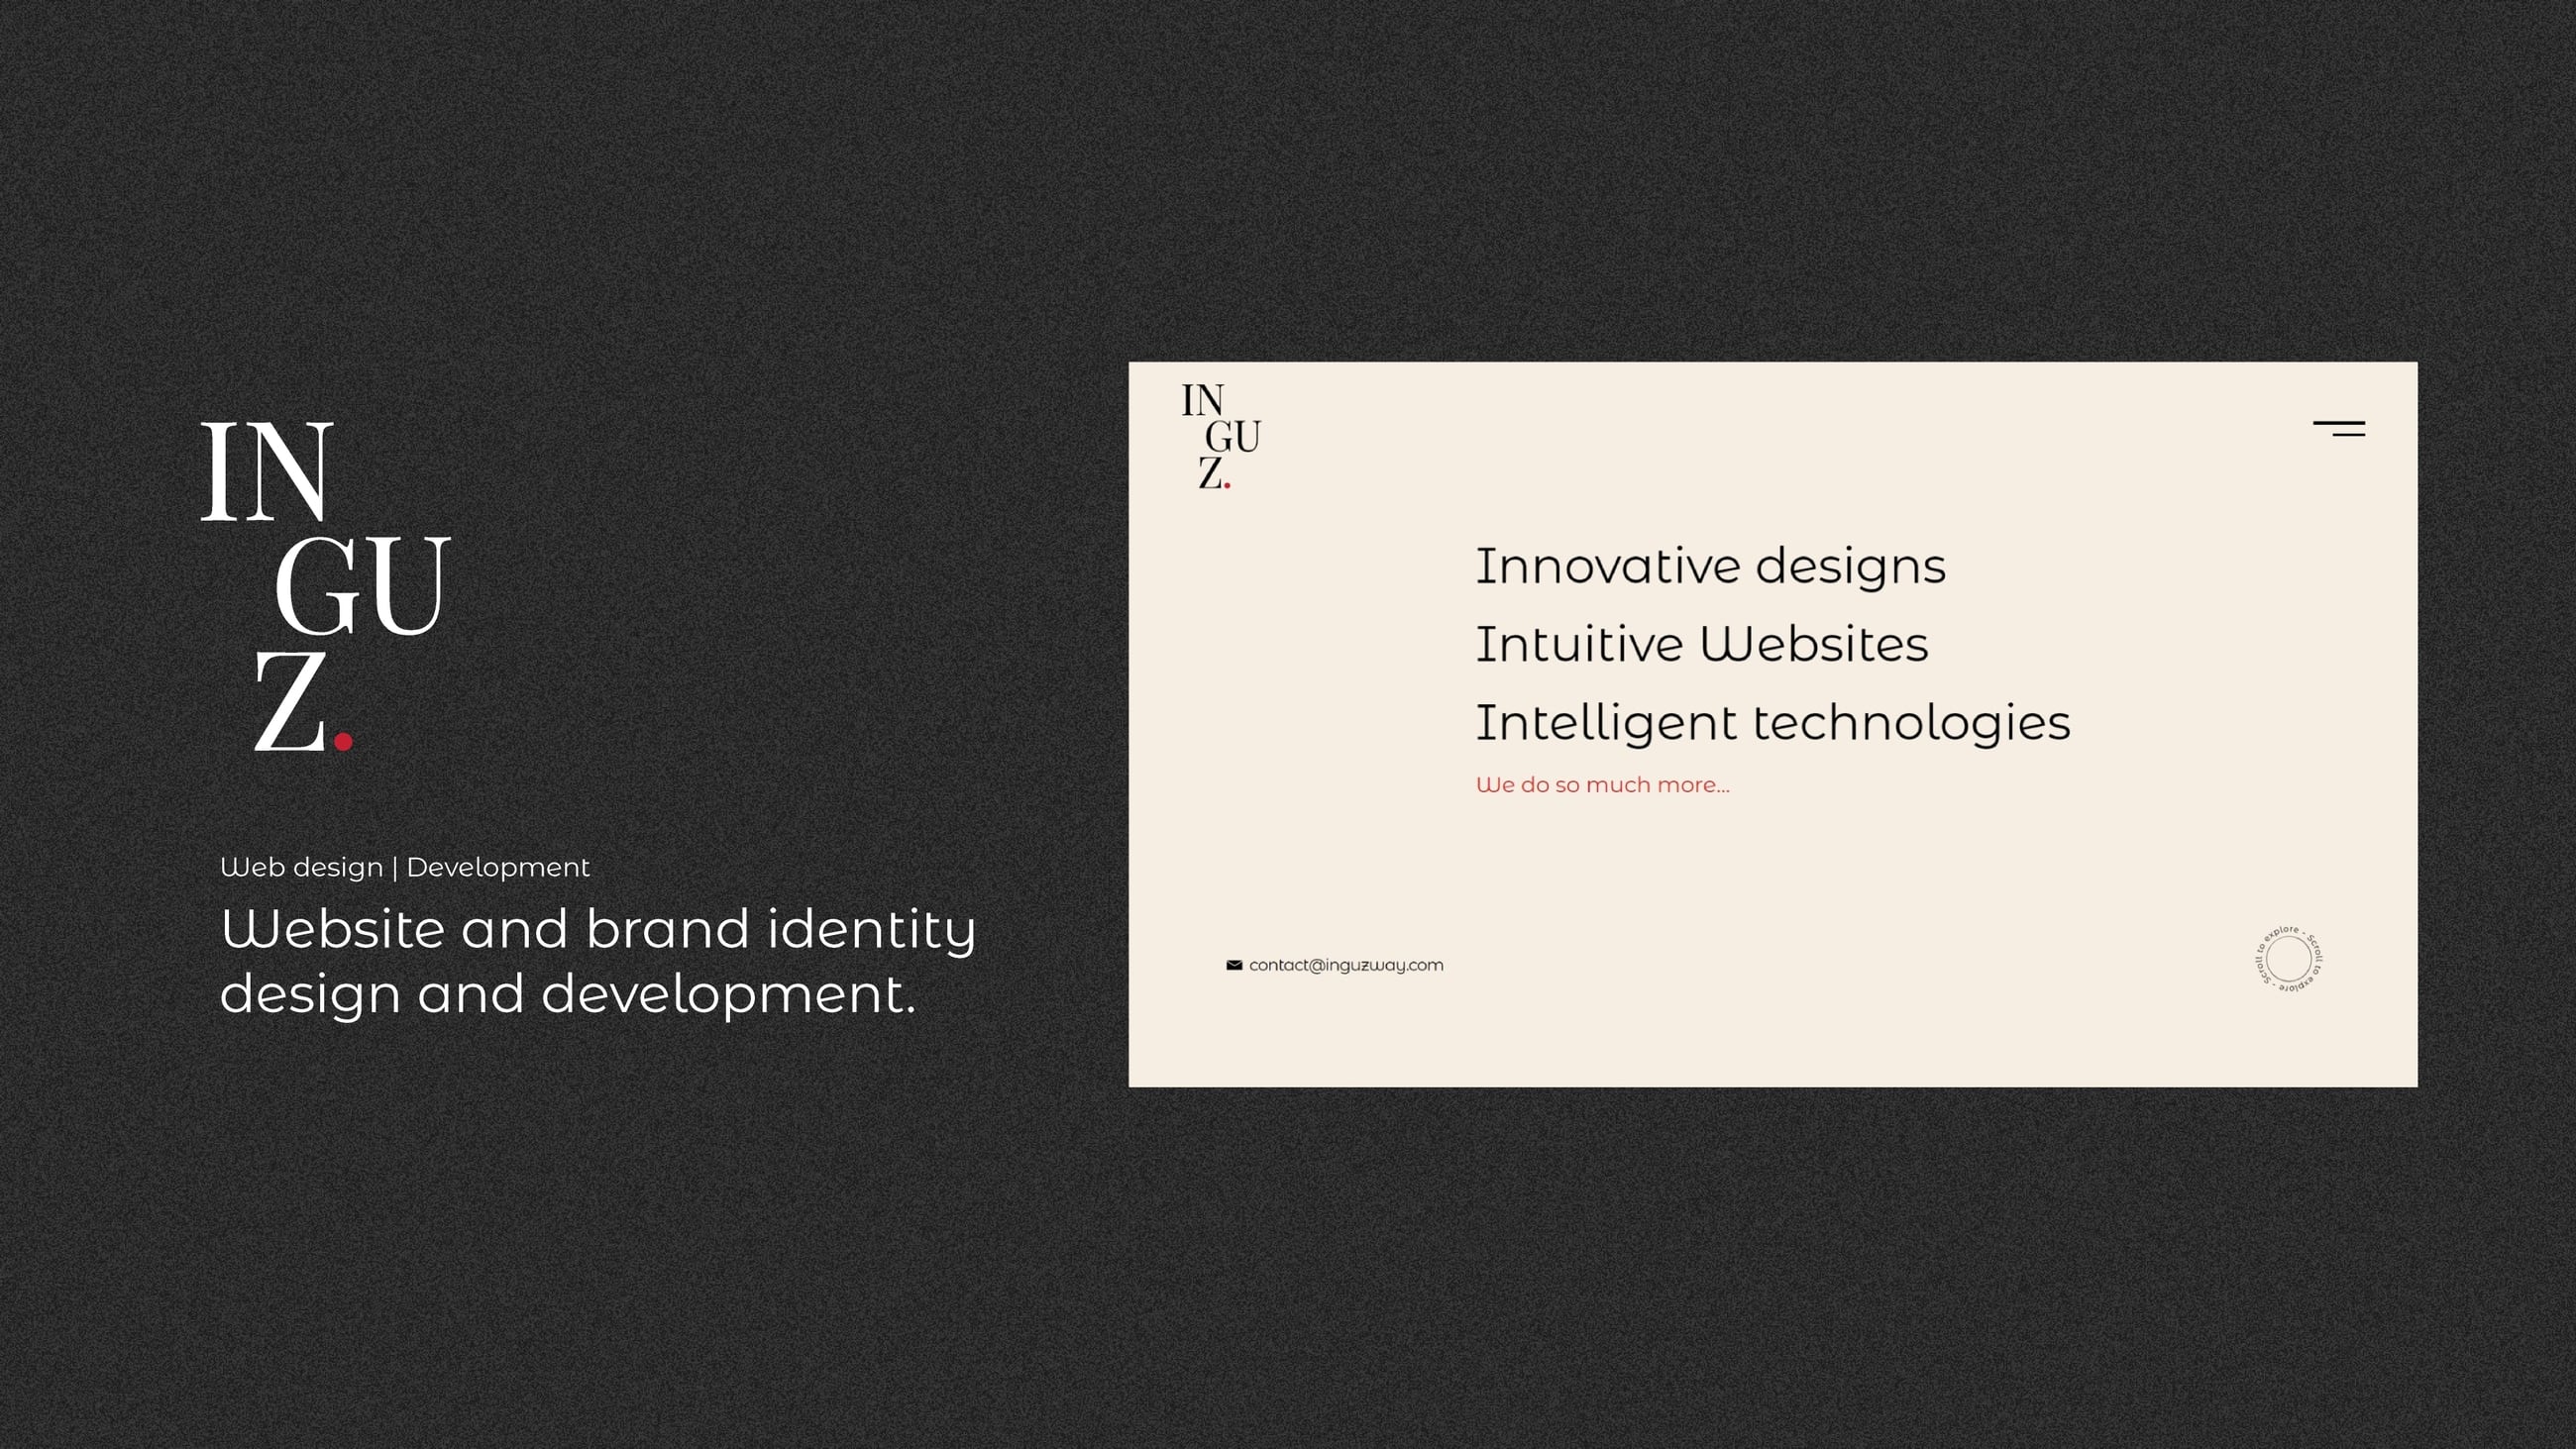 IN
GU
Z.
Web design | Development
Website and brand identity
design and development.
IN
GU
Z.
Innovative designs
Intuitive Websites
Intelligent technologies
We do so much more...
contact@inguzway.com
Scroll to explore - Scroll to explore -